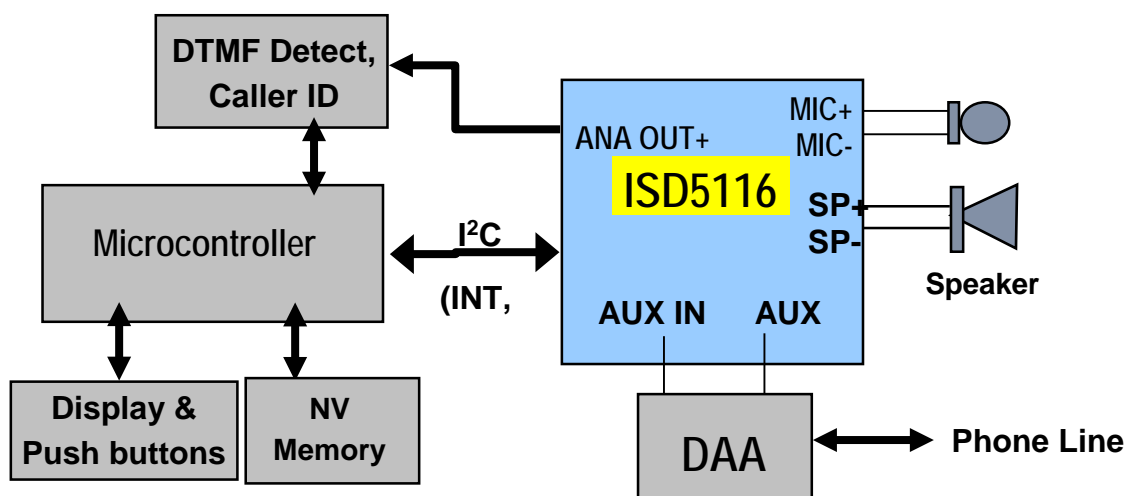 DTMF Detect,
Caller ID
ANA OUT+
MIC+
MIC-
ISD5116
SP+
SP-
Speaker
Microcontroller
I²C
(INT,
AUX IN
AUX
Display &
Push buttons
NV
Memory
DAA
Phone Line